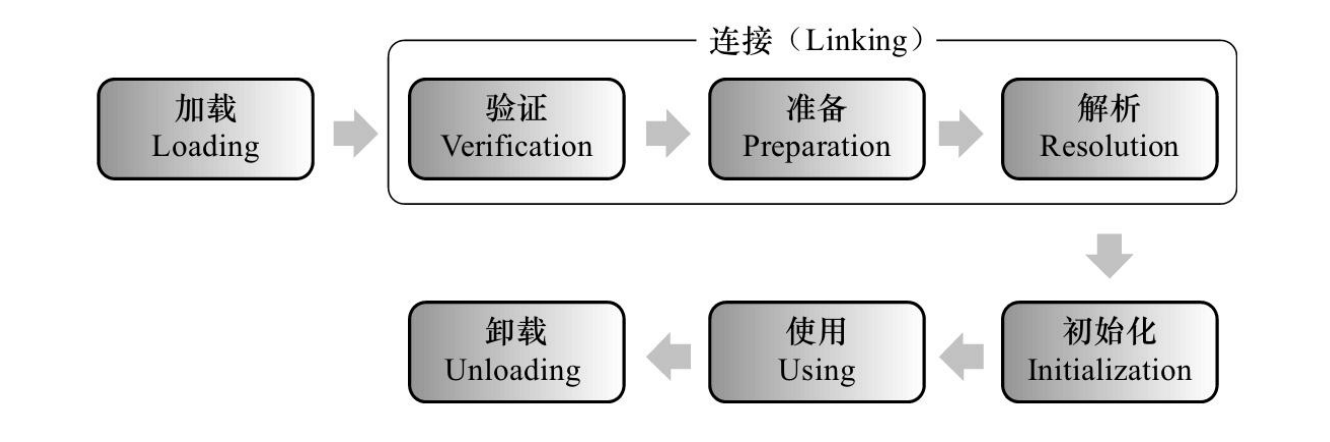 连接（Linking）
加载
Loading
验证
Verification
准备
Preparation
解析
Resolution
初始化
Initialization
使用
Using
卸载
Unloading